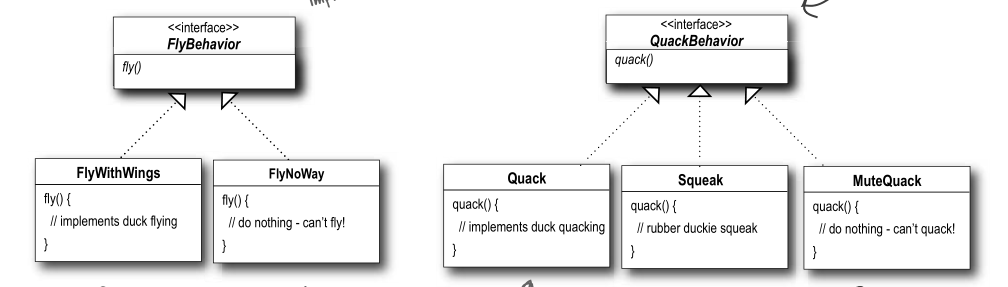 <<interface>>
FlyBehavior
fly()
<<interface>>
QuackBehavior
quack()
FlyWithWings
fly() {
// implements duck flying
}
FlyNoWay
fly() {
// do nothing - can't fly!
}
Quack
quack() {
// implements duck quacking
}
Squeak
quack() {
// rubber duckie squeak
}
MuteQuack
quack() {
// do nothing - can't quack!
}